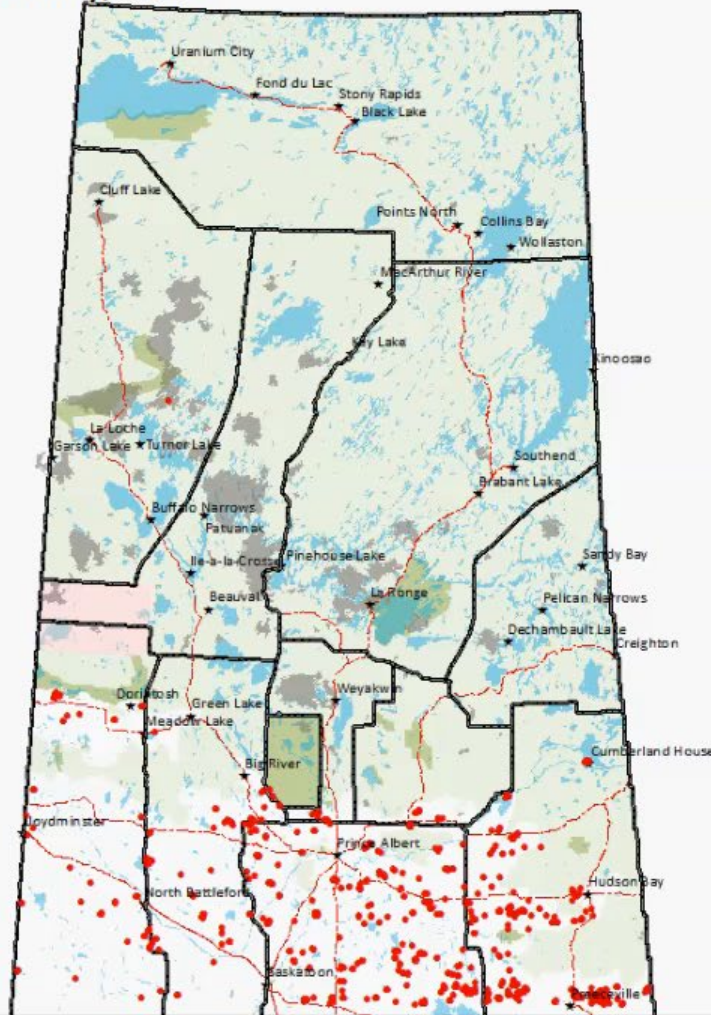 Uranium City
Fond du Lac
Stony Rapids
Black Lake
Cluff Lake
Points North
Collins Bay
Wollaston
MacArthur River
Key Lake
Kinoosao
La Loche
Garson Lake
Turnor Lake
Southend
Brabant Lake
Buffalo Narrows
Patuanak
Ile-a-la-Crosse
Pinehouse Lake
Sandy Bay
Beauval
La Ronge
Pelican Narrows
Dechambault Lake
Creighton
Weyakwin
Dorintosh
Green Lake
Meadow Lake
Cumberland House
Big River
Lloydminster
Prince Albert
Hudson Bay
North Battleford
Saskatoon
Preeceville